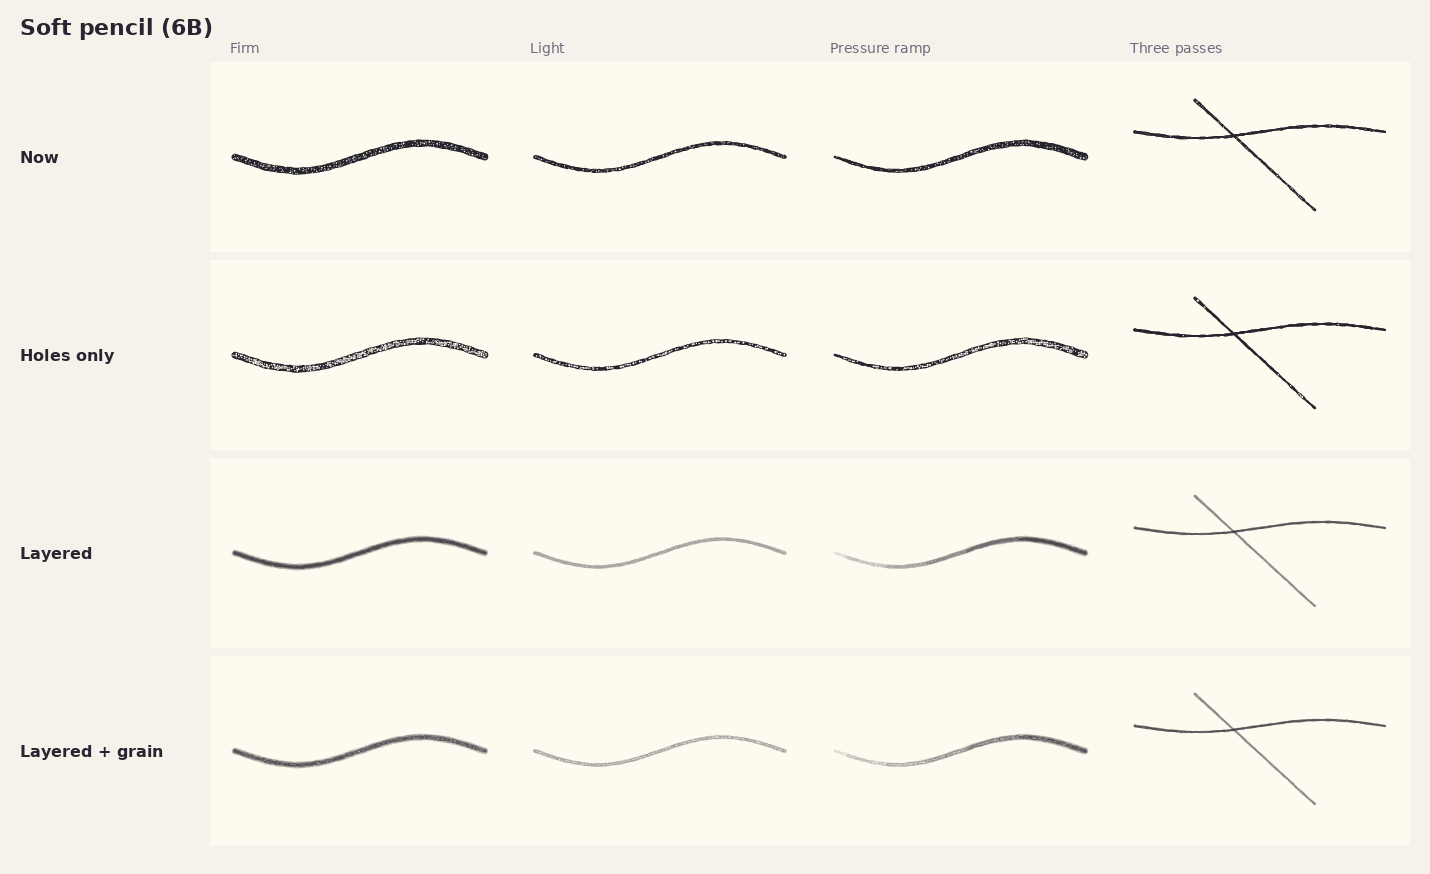 Soft pencil (6B)
Firm Light Pressure ramp Three passes
Now
Holes only
Layered
Layered + grain